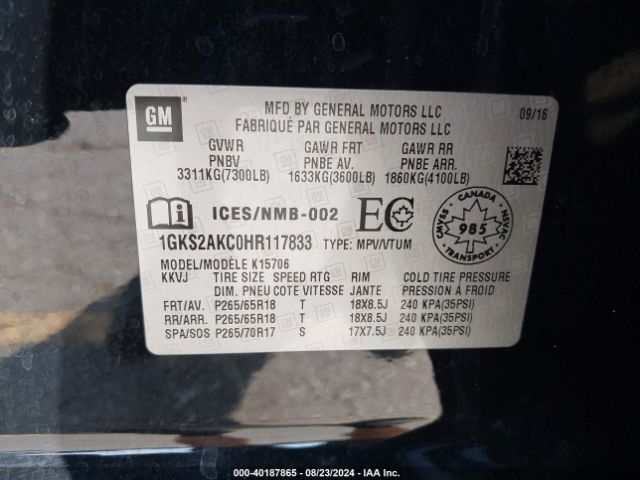 GM
MFD BY GENERAL MOTORS LLC 09/16
FABRIQUÉ PAR GENERAL MOTORS LLC
GVWR GAWR FRT GAWR RR
PNBV PNBE AV. PNBE ARR.
3311KG(7300LB) 1633KG(3600LB) 1860KG(4100LB)
ICES/NMB-002 EC
CANADA
CMVSS 985 NSVAC
TRANSPORT
1GKS2AKC0HR117833 TYPE: MPV/VTUM
MODEL/MODÈLE K15706
KKVJ TIRE SIZE SPEED RTG RIM COLD TIRE PRESSURE
DIM. PNEU COTE VITESSE JANTE PRESSION À FROID
FRT/AV. P265/65R18 T 18X8.5J 240 KPA(35PSI)
RR/ARR. P265/65R18 T 18X8.5J 240 KPA(35PSI)
SPA/SOS P265/70R17 S 17X7.5J 240 KPA(35PSI)
000-40187865 - 08/23/2024 - IAA Inc.